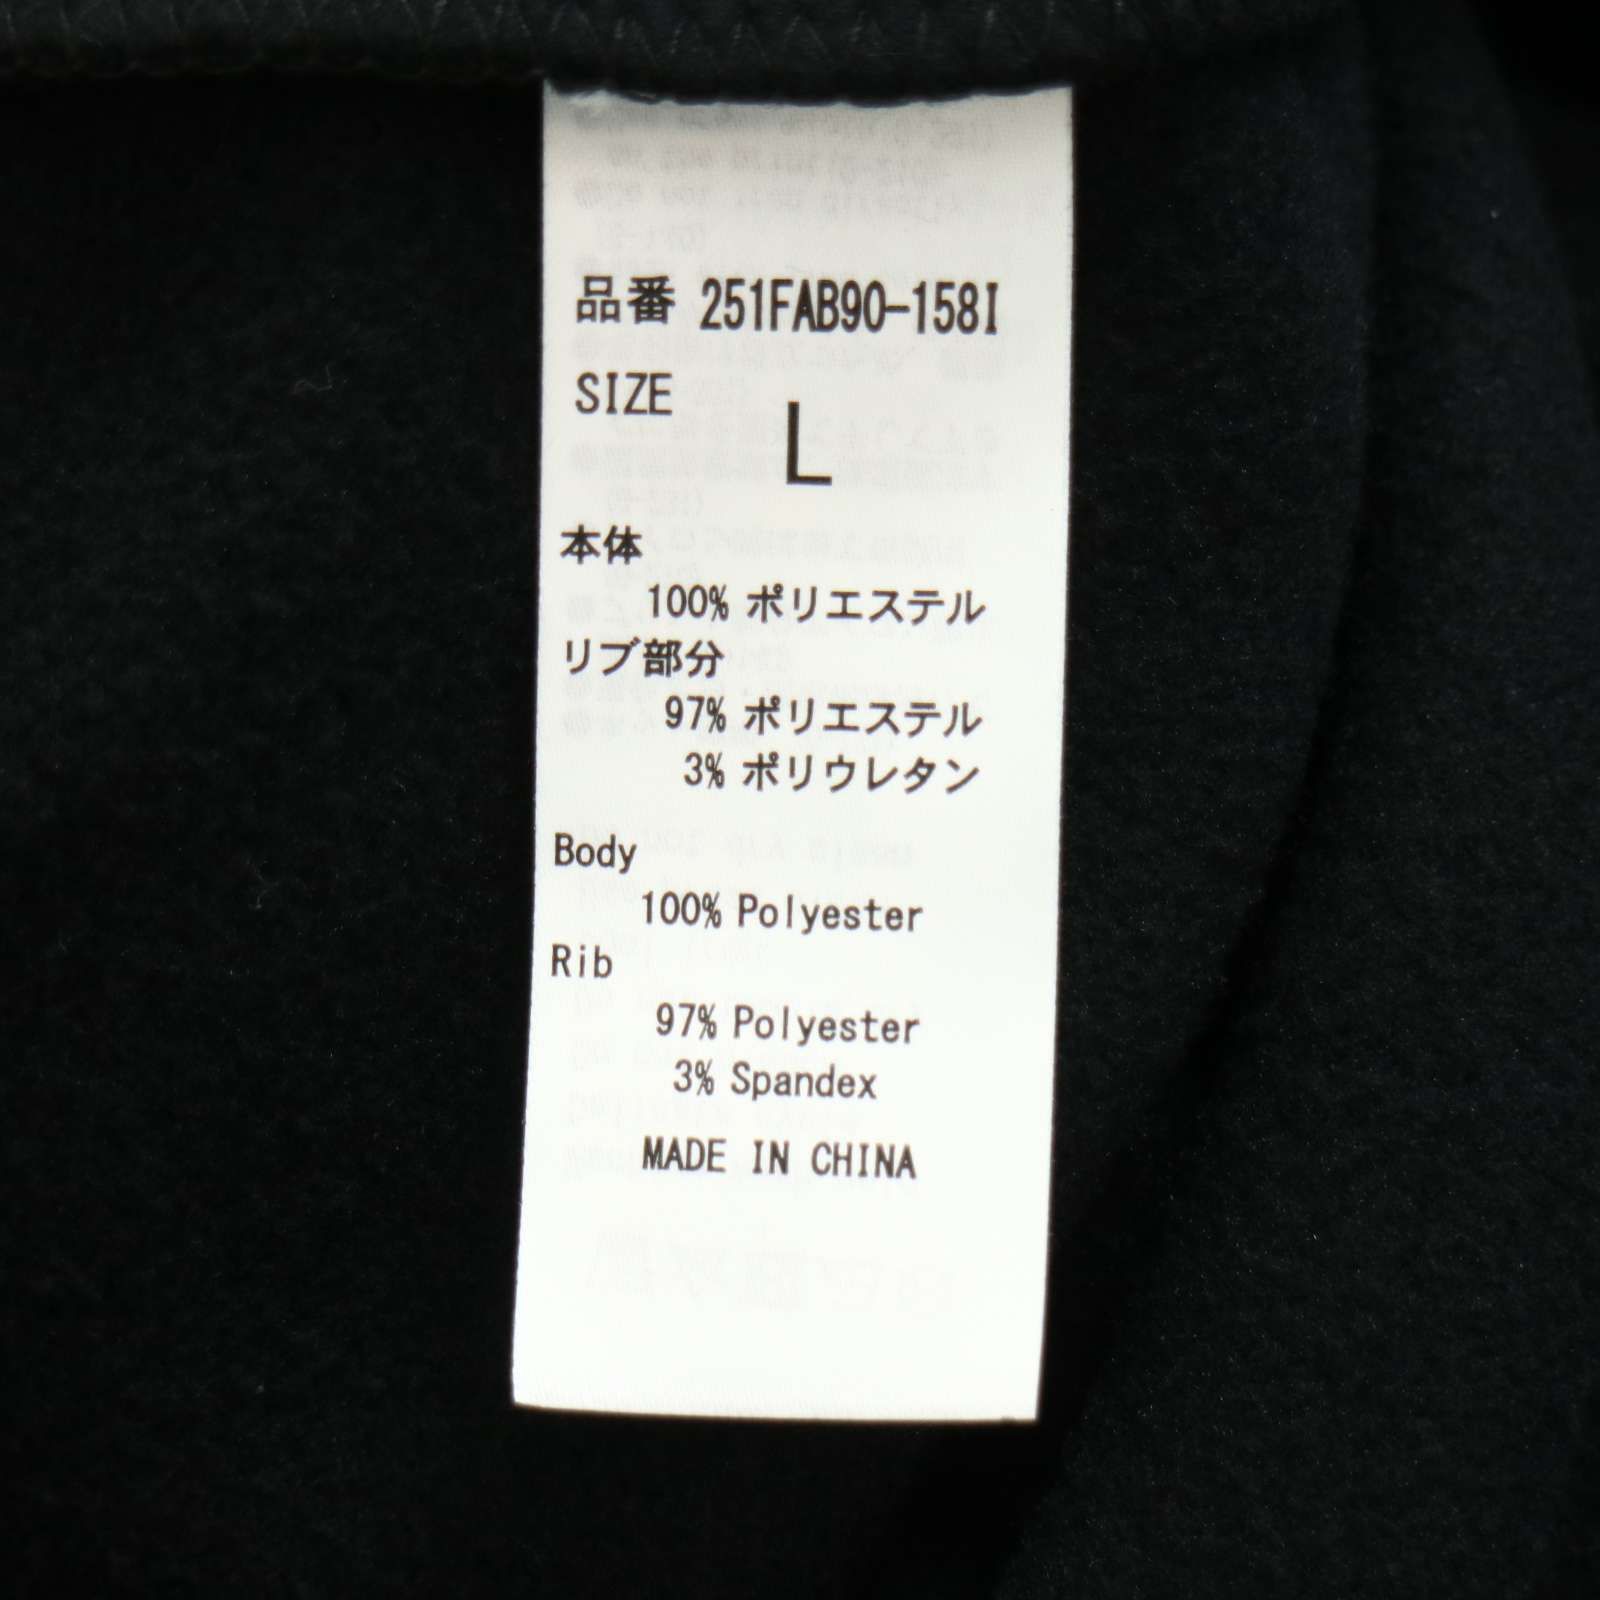 品番 251FAB90-158I
SIZE L
本体
100% ポリエステル
リブ部分
97% ポリエステル
3% ポリウレタン
Body
100% Polyester
Rib
97% Polyester
3% Spandex
MADE IN CHINA